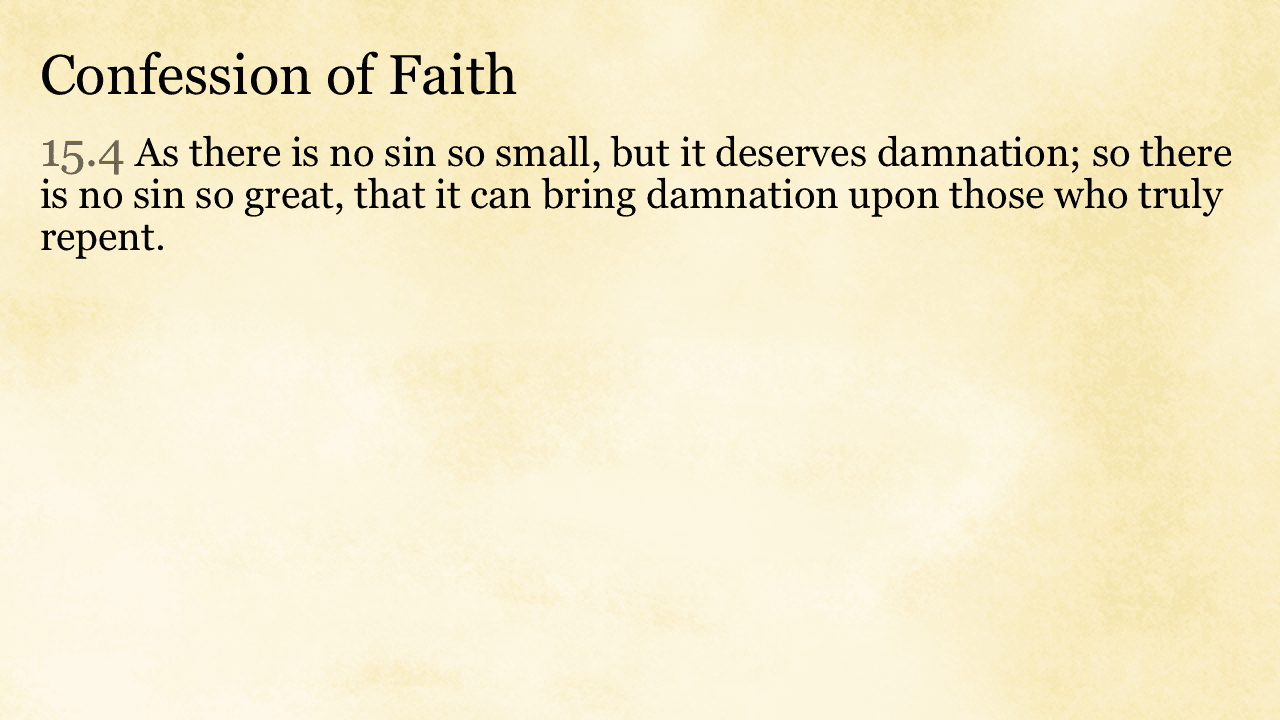 Confession of Faith
15.4 As there is no sin so small, but it deserves damnation; so there
is no sin so great, that it can bring damnation upon those who truly
repent.